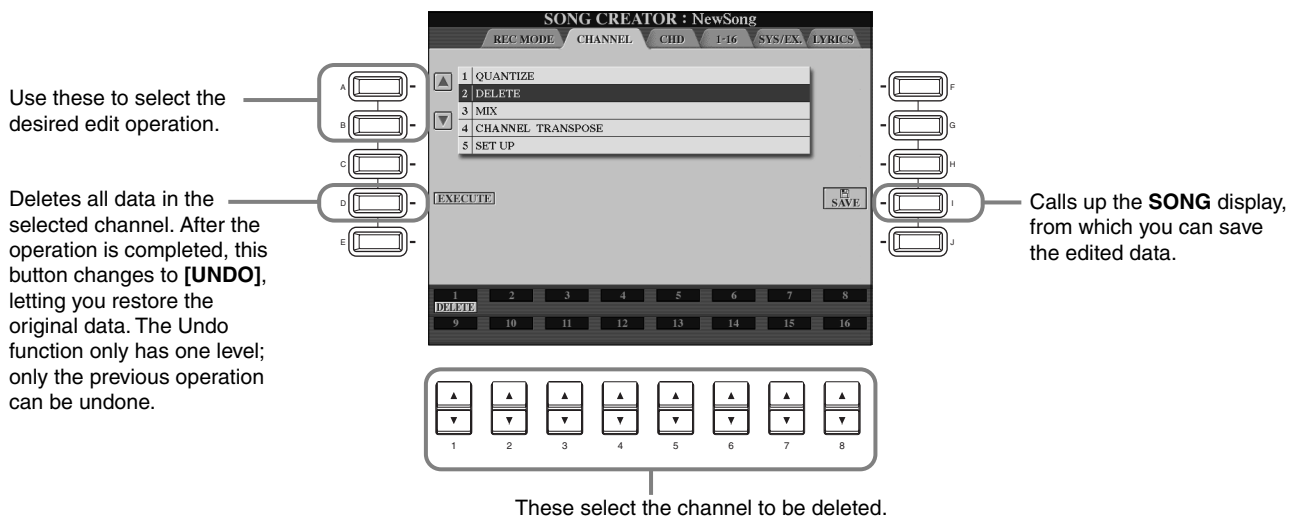 SONG CREATOR : NewSong
REC MODE CHANNEL CHD 1-16 SYS/EX. LYRICS
1 QUANTIZE
2 DELETE
3 MIX
4 CHANNEL TRANSPOSE
5 SET UP
EXECUTE
SAVE
1 2 3 4 5 6 7 8
DELETE
9 10 11 12 13 14 15 16
A
B
C
D
E
F
G
H
I
J
Use these to select the
desired edit operation.
Deletes all data in the
selected channel. After the
operation is completed, this
button changes to [UNDO],
letting you restore the
original data. The Undo
function only has one level;
only the previous operation
can be undone.
Calls up the SONG display,
from which you can save
the edited data.
1 2 3 4 5 6 7 8
These select the channel to be deleted.